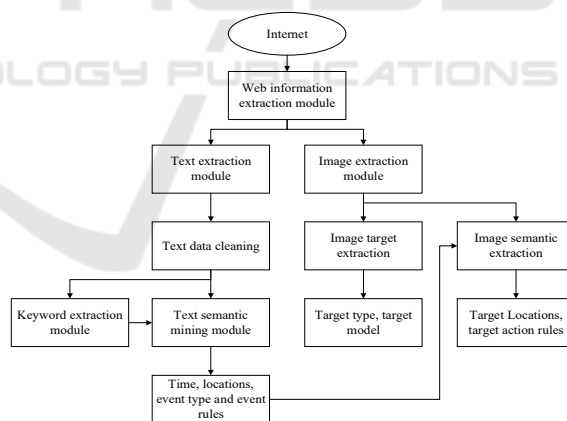 Internet
OLOGY PUBLICATIONS
Web information
extraction module
Text extraction
module
Image extraction
module
Text data cleaning
Image target
extraction
Image semantic
extraction
Keyword extraction
module
Text semantic
mining module
Target type, target
model
Target Locations,
target action rules
Time, locations,
event type and event
rules